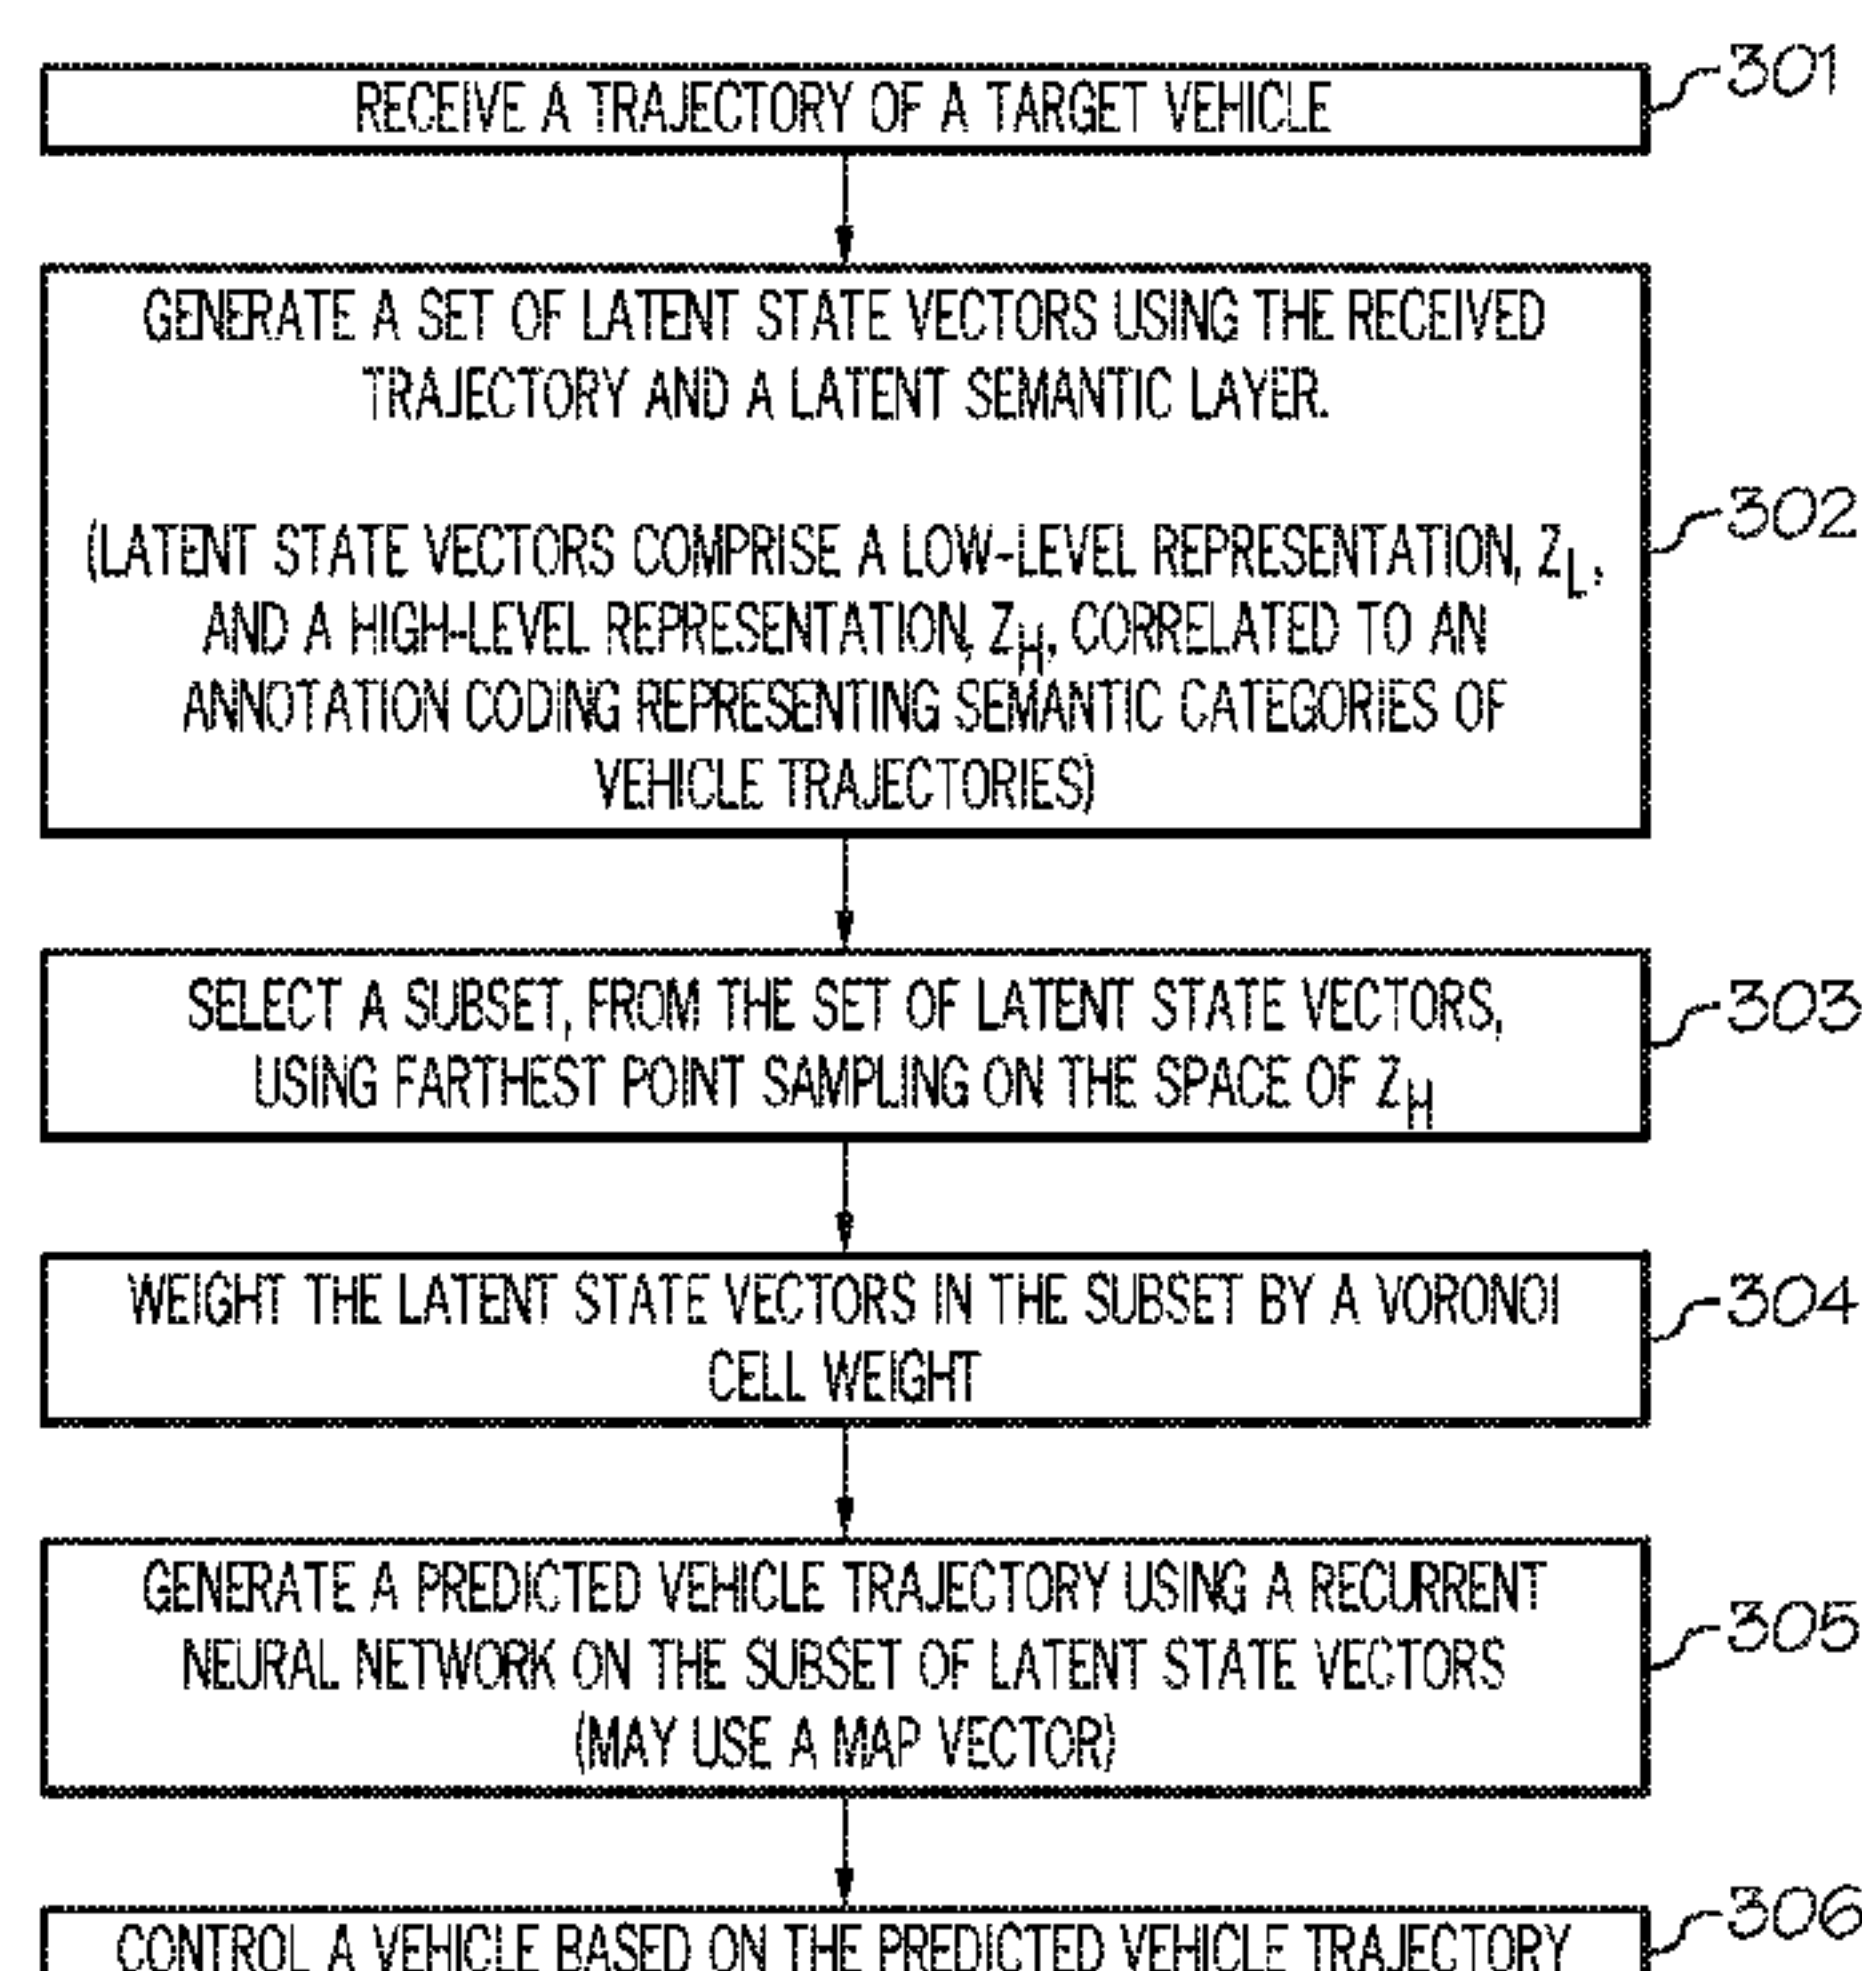 RECEIVE A TRAJECTORY OF A TARGET VEHICLE
301
GENERATE A SET OF LATENT STATE VECTORS USING THE RECEIVED
TRAJECTORY AND A LATENT SEMANTIC LAYER.
(LATENT STATE VECTORS COMPRISE A LOW-LEVEL REPRESENTATION, Z_L,
AND A HIGH-LEVEL REPRESENTATION, Z_H, CORRELATED TO AN
ANNOTATION CODING REPRESENTING SEMANTIC CATEGORIES OF
VEHICLE TRAJECTORIES)
302
SELECT A SUBSET, FROM THE SET OF LATENT STATE VECTORS,
USING FARTHEST POINT SAMPLING ON THE SPACE OF Z_H
303
WEIGHT THE LATENT STATE VECTORS IN THE SUBSET BY A VORONOI
CELL WEIGHT
304
GENERATE A PREDICTED VEHICLE TRAJECTORY USING A RECURRENT
NEURAL NETWORK ON THE SUBSET OF LATENT STATE VECTORS
(MAY USE A MAP VECTOR)
305
CONTROL A VEHICLE BASED ON THE PREDICTED VEHICLE TRAJECTORY
306